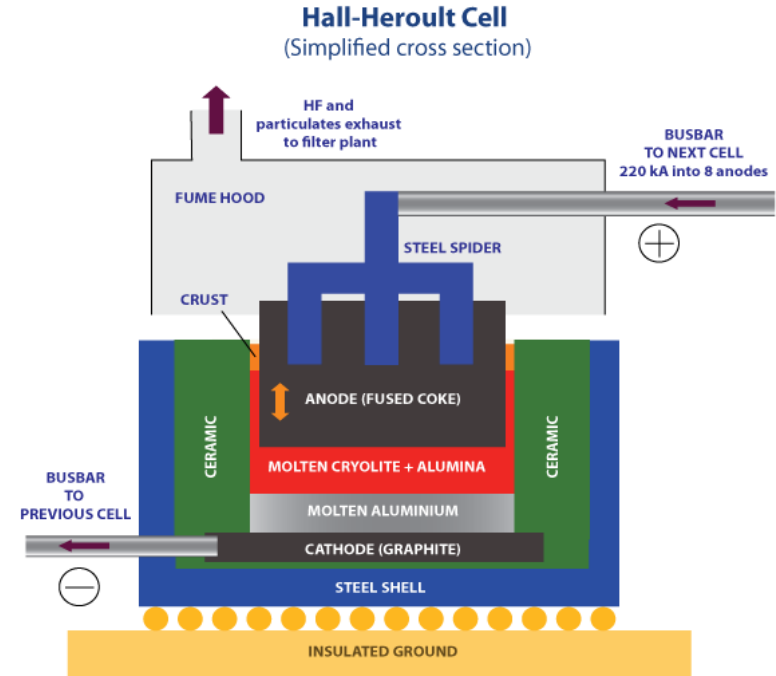 Hall-Heroult Cell
(Simplified cross section)
HF and
particulates exhaust
to filter plant
BUSBAR
TO NEXT CELL
220 kA into 8 anodes
FUME HOOD
+
STEEL SPIDER
CRUST
ANODE (FUSED COKE)
CERAMIC
CERAMIC
MOLTEN CRYOLITE + ALUMINA
BUSBAR
TO
PREVIOUS CELL
MOLTEN ALUMINIUM
CATHODE (GRAPHITE)
−
STEEL SHELL
INSULATED GROUND